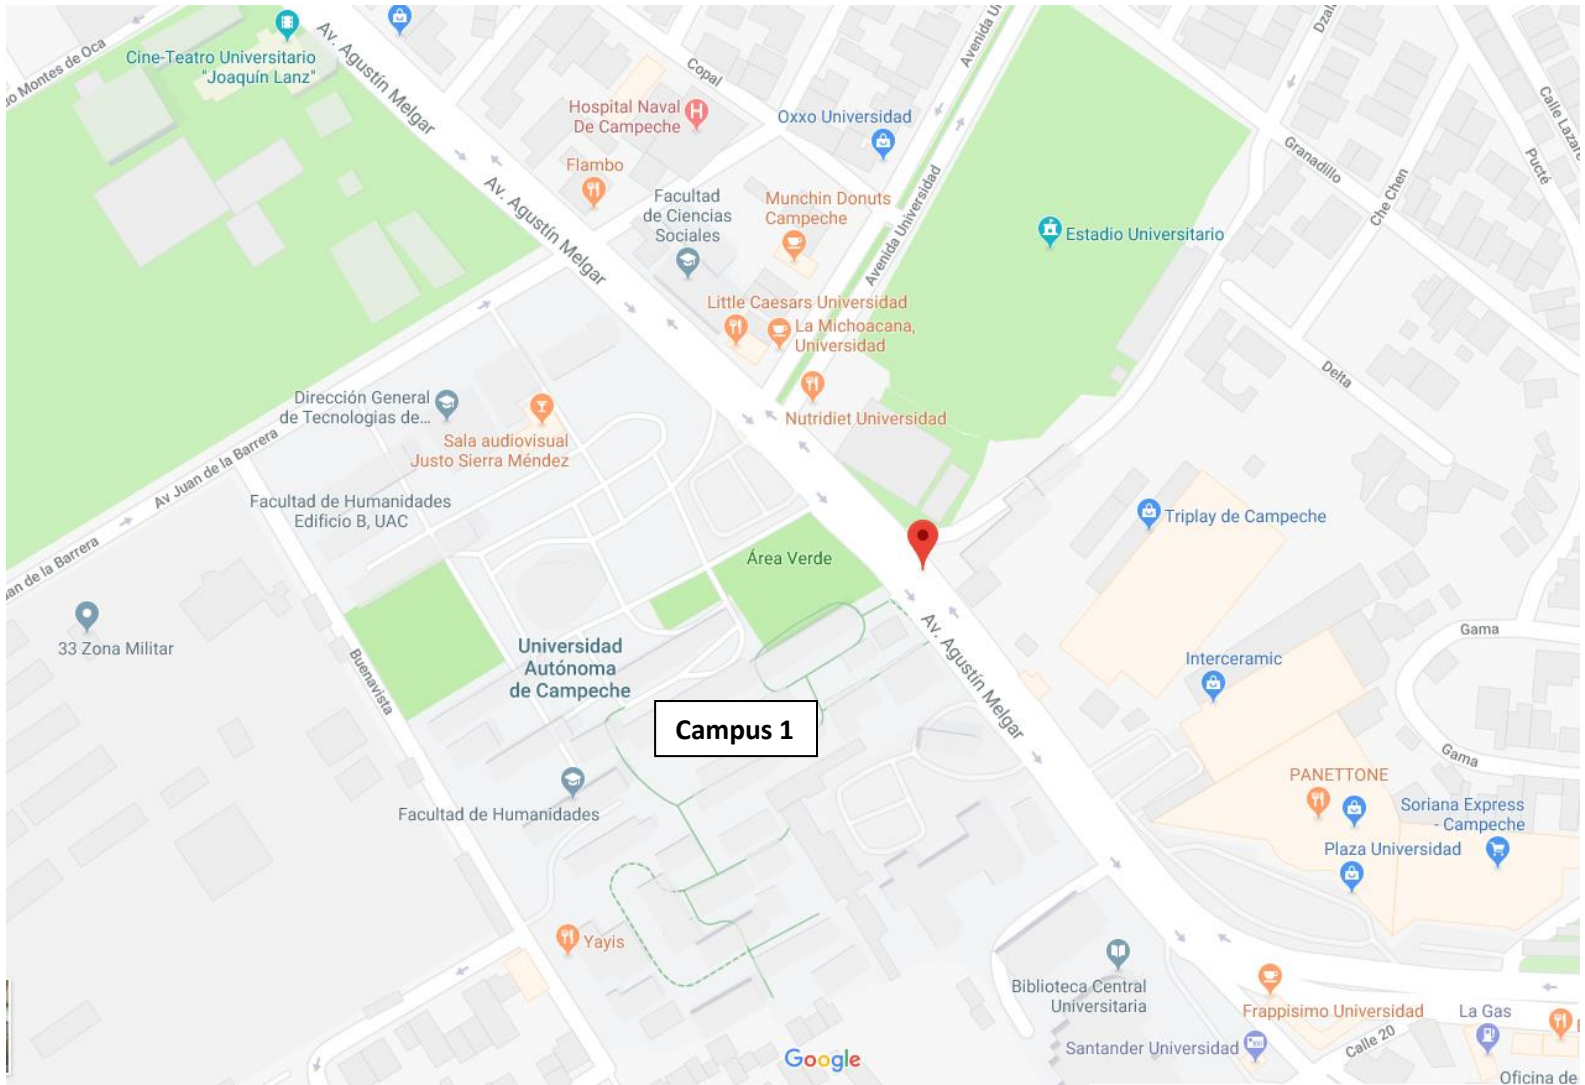 do Montes de Oca
Cine-Teatro Universitario
"Joaquín Lanz"
Av. Agustín Melgar
Copal
Avenida U
Dzal
Calle Lazare
Hospital Naval
De Campeche
Oxxo Universidad
Granadillo
Pucté
Flambo
Av. Agustín Melgar
Facultad
de Ciencias
Sociales
Munchin Donuts
Campeche
Avenida Universidad
Che Chen
Estadio Universitario
Little Caesars Universidad
La Michoacana,
Universidad
Delta
Dirección General
de Tecnologias de...
Nutridiet Universidad
Sala audiovisual
Justo Sierra Méndez
Av Juan de la Barrera
Facultad de Humanidades
Edificio B, UAC
Triplay de Campeche
uan de la Barrera
Área Verde
33 Zona Militar
Buenavista
Universidad
Autónoma
de Campeche
Av. Agustín Melgar
Gama
Interceramic
Campus 1
Gama
PANETTONE
Soriana Express
- Campeche
Facultad de Humanidades
Plaza Universidad
Yayis
Biblioteca Central
Universitaria
Frappisimo Universidad
La Gas
Santander Universidad
Calle 20
Google
Oficina de